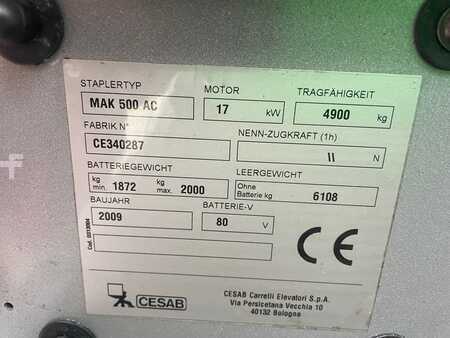 STAPLERTYP MOTOR TRAGFÄHIGKEIT
MAK 500 AC 17 kW 4900 kg
FABRIK N° NENN-ZUGKRAFT (1h)
CE340287 \\ N
BATTERIEGEWICHT LEERGEWICHT
kg min. 1872 kg max. 2000 Ohne Batterie kg 6108
BAUJAHR BATTERIE-V
2009 80 V
CE
CESAB
CESAB Carrelli Elevatori S.p.A.
Via Persicetana Vecchia 10
40132 Bologna